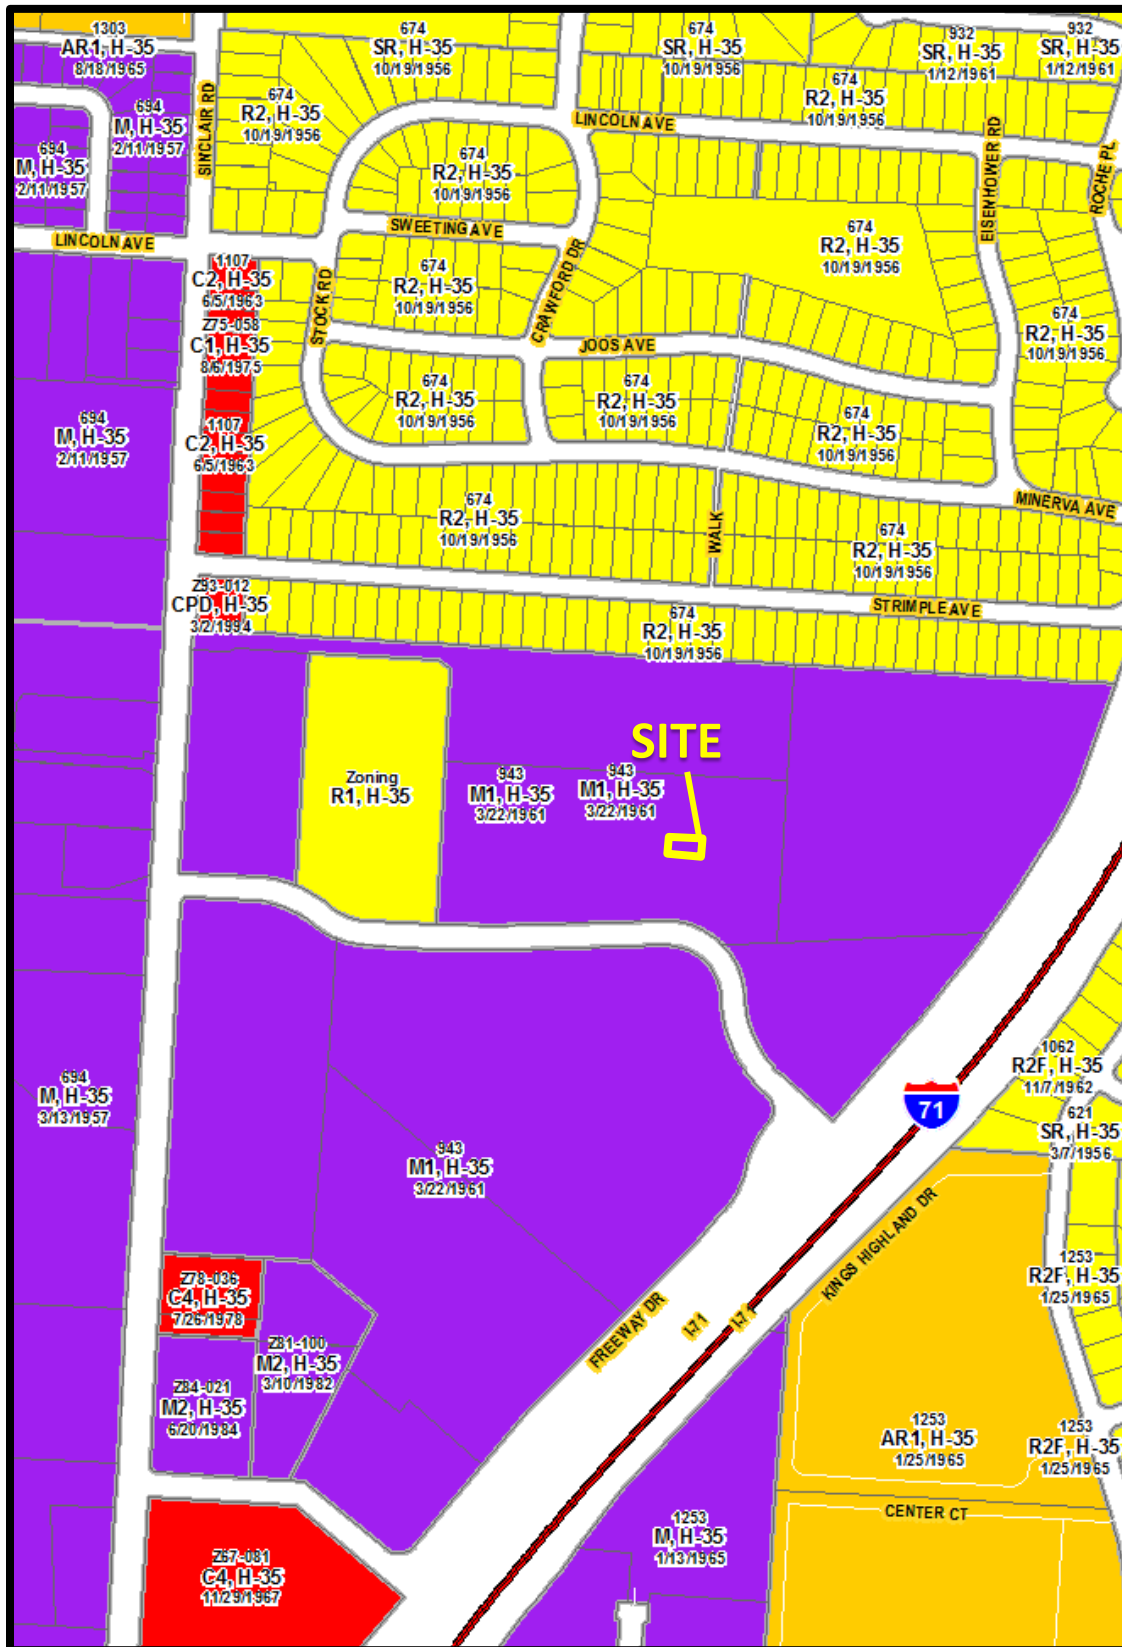 1303
AR1, H-35
8/18/1965
674
SR, H-35
10/19/1956
674
SR, H-35
10/19/1956
932
SR, H-35
1/12/1961
932
SR, H-35
1/12/1961
SINCLAIR RD
694
M, H-35
2/11/1957
694
M, H-35
2/11/1957
674
R2, H-35
10/19/1956
674
R2, H-35
10/19/1956
LINCOLN AVE
EISENHOWER RD
ROCHE PL
674
R2, H-35
10/19/1956
SWEETING AVE
LINCOLN AVE
674
R2, H-35
10/19/1956
1107
C2, H-35
6/5/1963
674
R2, H-35
10/19/1956
STOCK RD
CRAWFORD DR
Z75-058
C1, H-35
8/6/1975
JOOS AVE
674
R2, H-35
10/19/1956
674
R2, H-35
10/19/1956
674
R2, H-35
10/19/1956
674
R2, H-35
10/19/1956
694
M, H-35
2/11/1957
1107
C2, H-35
6/5/1963
674
R2, H-35
10/19/1956
WALK
MINERVA AVE
674
R2, H-35
10/19/1956
Z93-012
CPD, H-35
3/2/1994
STRIMPLE AVE
674
R2, H-35
10/19/1956
SITE
Zoning
R1, H-35
943
M1, H-35
3/22/1961
943
M1, H-35
3/22/1961
694
M, H-35
3/13/1957
1062
R2F, H-35
11/7/1962
71
621
SR, H-35
3/7/1956
943
M1, H-35
3/22/1961
KINGS HIGHLAND DR
Z78-036
C4, H-35
7/26/1978
1253
R2F, H-35
1/25/1965
FREEWAY DR
I-71
I-71
Z81-100
M2, H-35
3/10/1982
Z84-021
M2, H-35
6/20/1984
1253
AR1, H-35
1/25/1965
1253
R2F, H-35
1/25/1965
CENTER CT
1253
M, H-35
1/13/1965
Z67-081
C4, H-35
11/29/1967